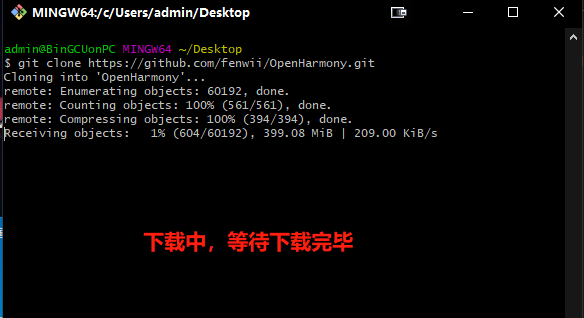 MINGW64:/c/Users/admin/Desktop
admin@BinGCUonPC MINGW64 ~/Desktop
$ git clone https://github.com/fenwii/OpenHarmony.git
Cloning into 'OpenHarmony'...
remote: Enumerating objects: 60192, done.
remote: Counting objects: 100% (561/561), done.
remote: Compressing objects: 100% (394/394), done.
Receiving objects:   1% (604/60192), 399.08 MiB | 209.00 KiB/s
下载中，等待下载完毕